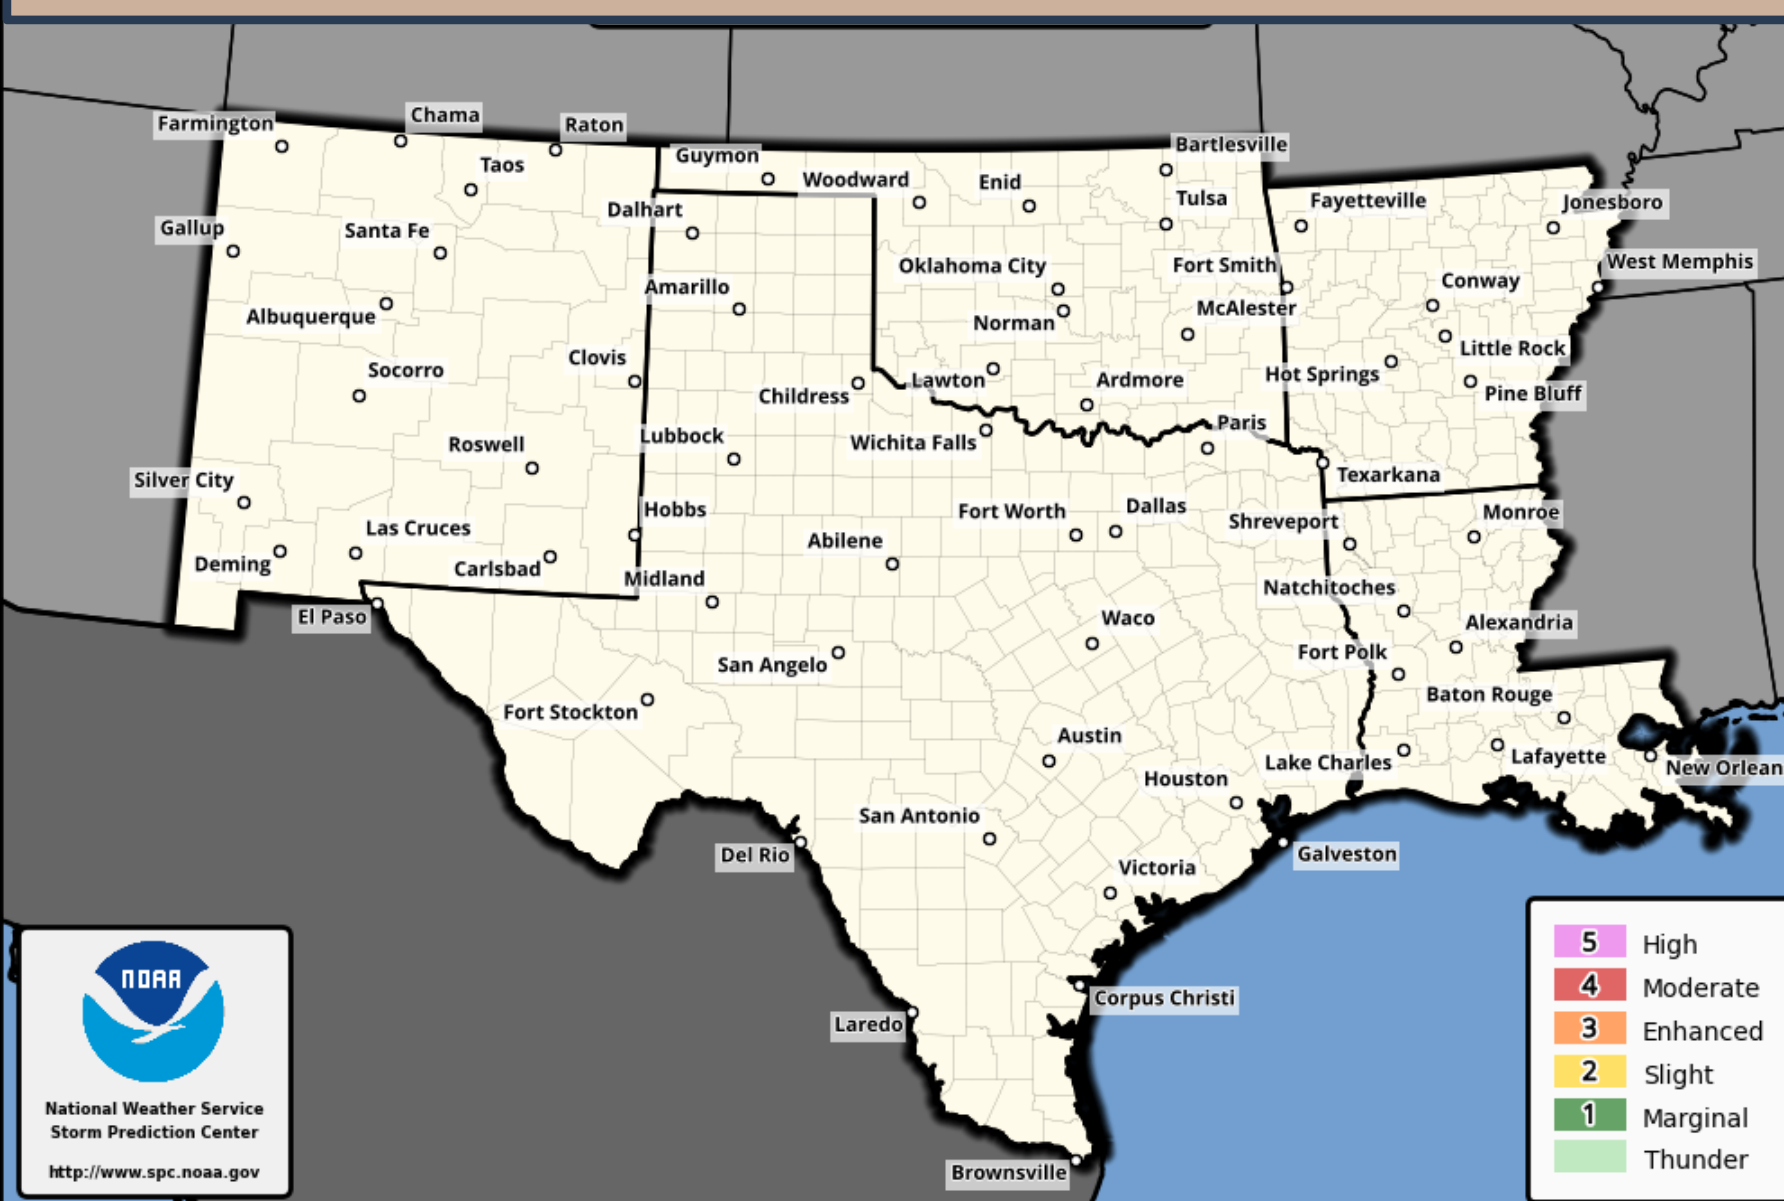 Farmington
Chama
Raton
Taos
Guymon
Woodward
Enid
Bartlesville
Tulsa
Fayetteville
Jonesboro
Gallup
Santa Fe
Dalhart
Oklahoma City
Fort Smith
West Memphis
Amarillo
Conway
Albuquerque
Norman
McAlester
Little Rock
Socorro
Clovis
Childress
Lawton
Ardmore
Hot Springs
Pine Bluff
Roswell
Lubbock
Wichita Falls
Paris
Texarkana
Silver City
Hobbs
Fort Worth
Dallas
Shreveport
Monroe
Las Cruces
Abilene
Deming
Carlsbad
Midland
Natchitoches
El Paso
Waco
Alexandria
San Angelo
Fort Polk
Fort Stockton
Baton Rouge
Austin
Lake Charles
Lafayette
New Orlean
Houston
San Antonio
Del Rio
Galveston
Victoria
Corpus Christi
Laredo
Brownsville
NOAA
National Weather Service
Storm Prediction Center
http://www.spc.noaa.gov
5 High
4 Moderate
3 Enhanced
2 Slight
1 Marginal
Thunder